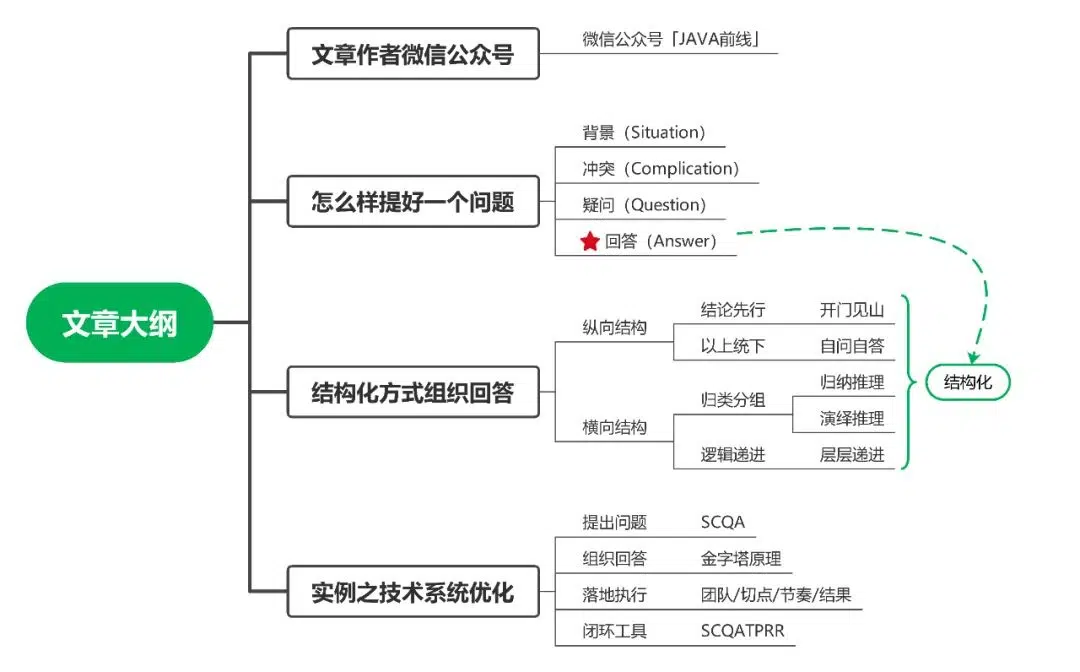 文章大纲
文章作者微信公众号
微信公众号「JAVA前线」
怎么样提好一个问题
背景（Situation）
冲突（Complication）
疑问（Question）
回答（Answer）
结构化方式组织回答
纵向结构
结论先行 开门见山
以上统下 自问自答
横向结构
归类分组
归纳推理
演绎推理
逻辑递进 层层递进
结构化
实例之技术系统优化
提出问题 SCQA
组织回答 金字塔原理
落地执行 团队/切点/节奏/结果
闭环工具 SCQATPRR